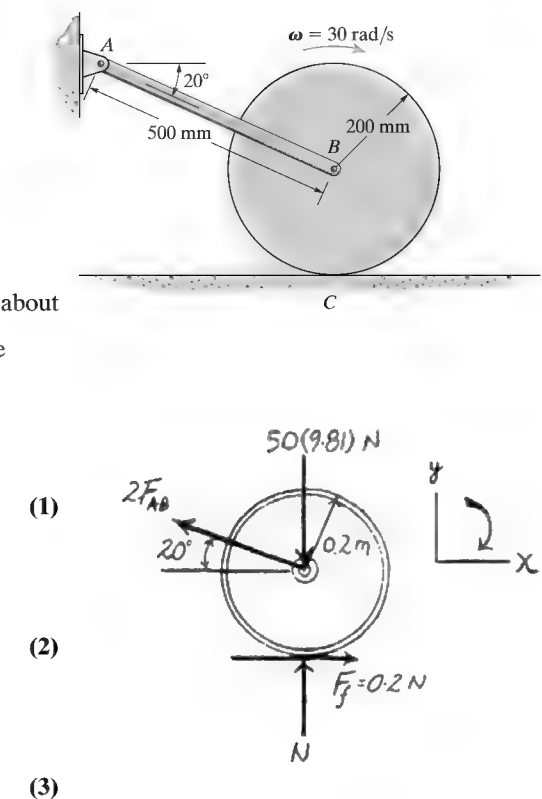 ω = 30 rad/s
A
20°
500 mm
200 mm
B
C
about
e
50(9.81) N
2F_AB
20°
0.2m
y
x
(1)
(2)
F_f=0.2 N
N
(3)